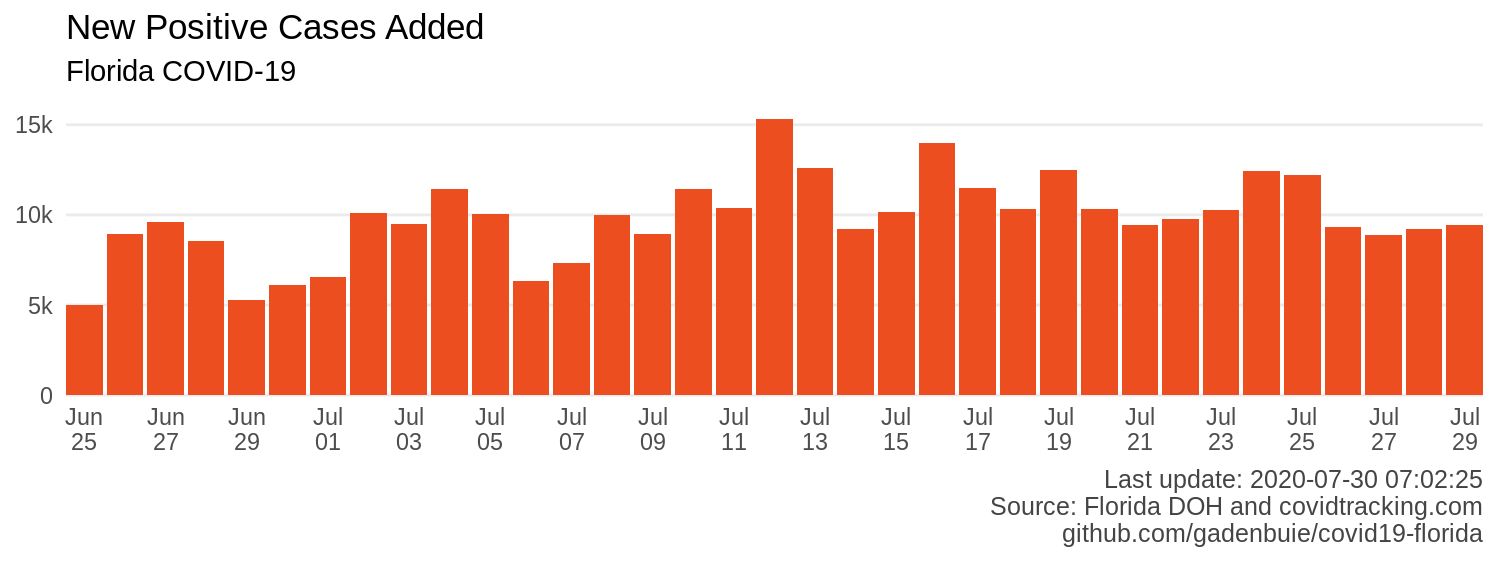 New Positive Cases Added
Florida COVID-19
15k
10k
5k
0
Jun Jun Jun Jul Jul Jul Jul Jul Jul Jul Jul Jul Jul Jul Jul Jul Jul Jul
25 27 29 01 03 05 07 09 11 13 15 17 19 21 23 25 27 29
Last update: 2020-07-30 07:02:25
Source: Florida DOH and covidtracking.com
github.com/gadenbuie/covid19-florida